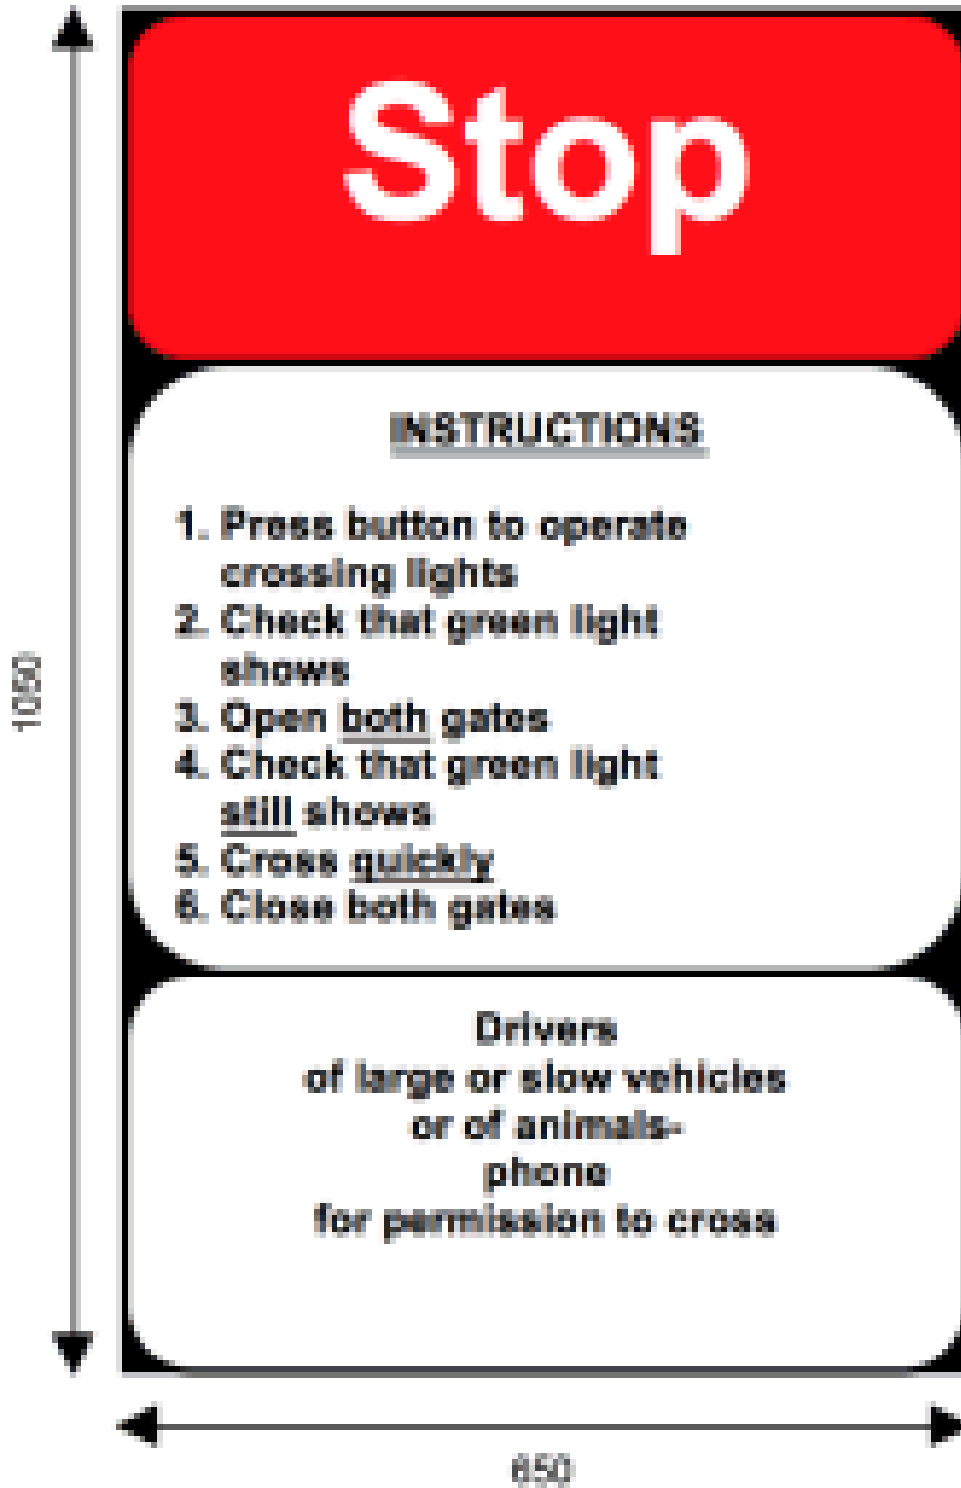 Stop
INSTRUCTIONS
1. Press button to operate
crossing lights
2. Check that green light
shows
3. Open both gates
4. Check that green light
still shows
5. Cross quickly
6. Close both gates
Drivers
of large or slow vehicles
or of animals-
phone
for permission to cross
1050
650